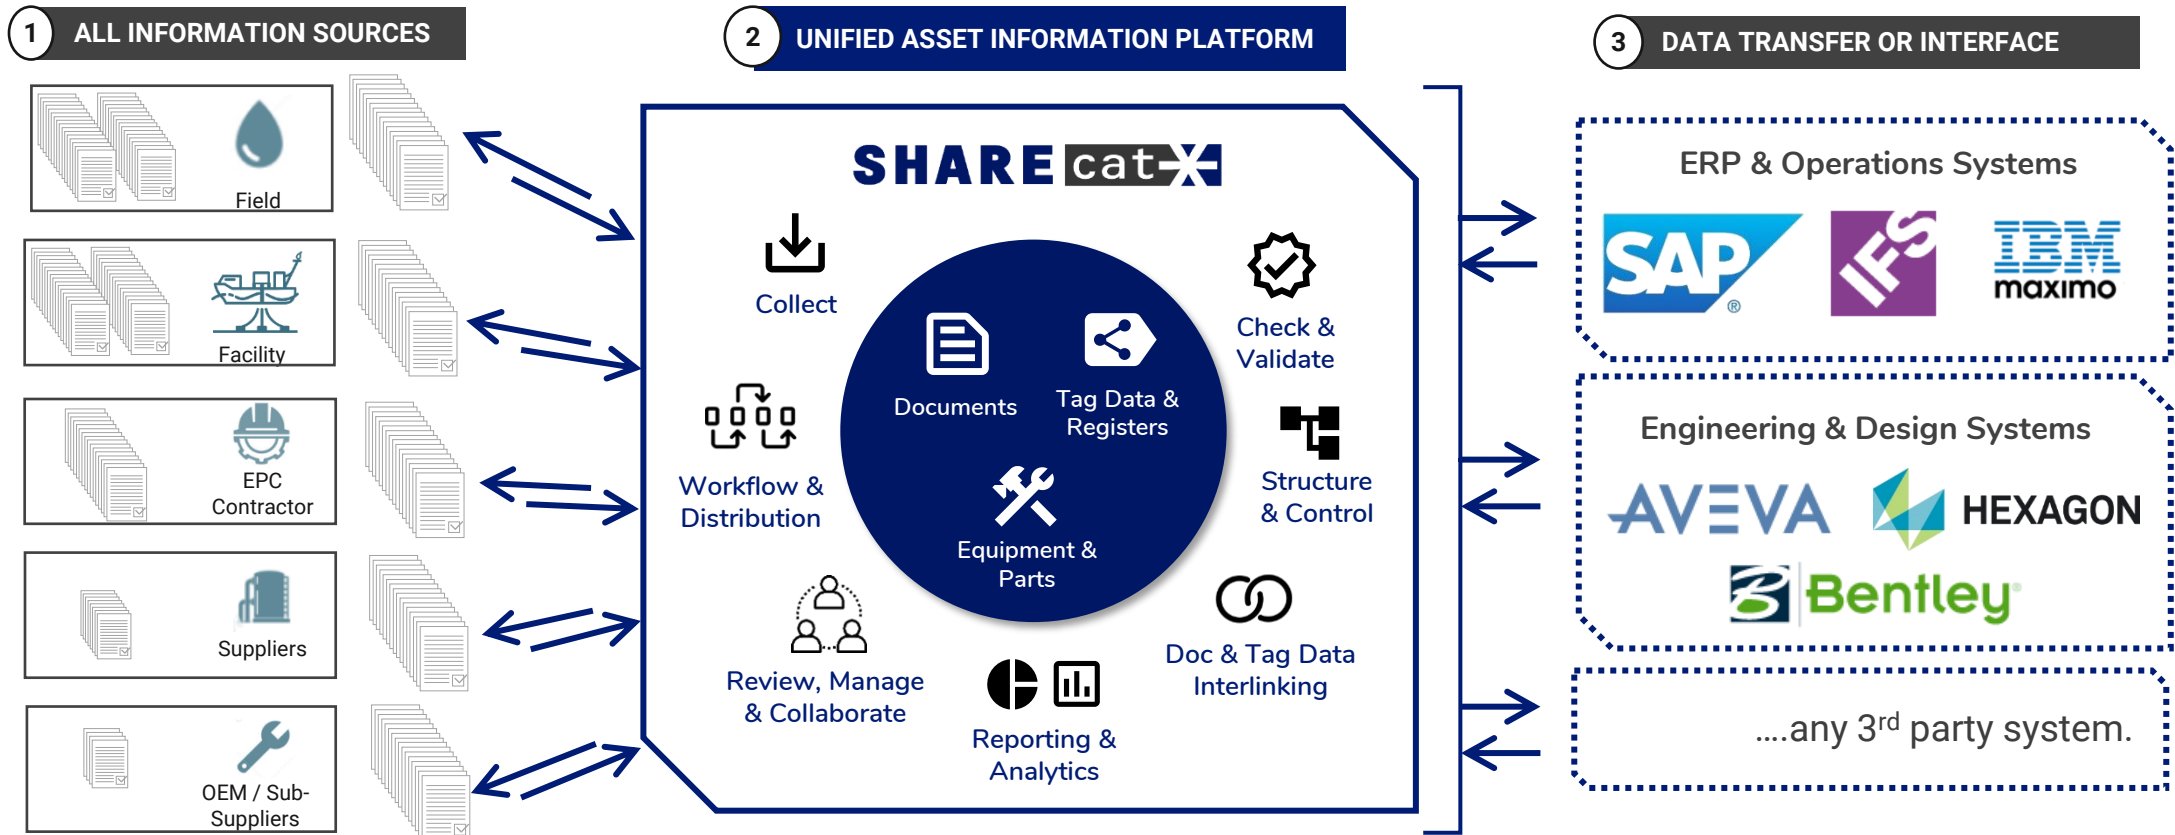 1 ALL INFORMATION SOURCES
Field
Facility
EPC
Contractor
Suppliers
OEM / Sub-
Suppliers
2 UNIFIED ASSET INFORMATION PLATFORM
SHARE cat-X
Collect
Check &
Validate
Documents
Tag Data &
Registers
Workflow &
Distribution
Structure
& Control
Equipment &
Parts
Review, Manage
& Collaborate
Doc & Tag Data
Interlinking
Reporting &
Analytics
3 DATA TRANSFER OR INTERFACE
ERP & Operations Systems
SAP®
IFS
IBM
maximo
Engineering & Design Systems
AVEVA
HEXAGON
B Bentley®
....any 3rd party system.